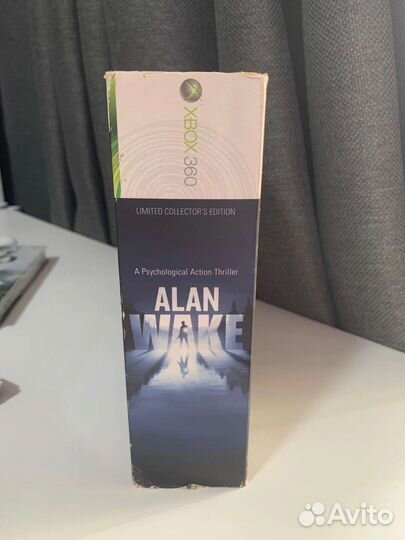 XBOX 360
LIMITED COLLECTOR'S EDITION
A Psychological Action Thriller
ALAN
WAKE
Avito